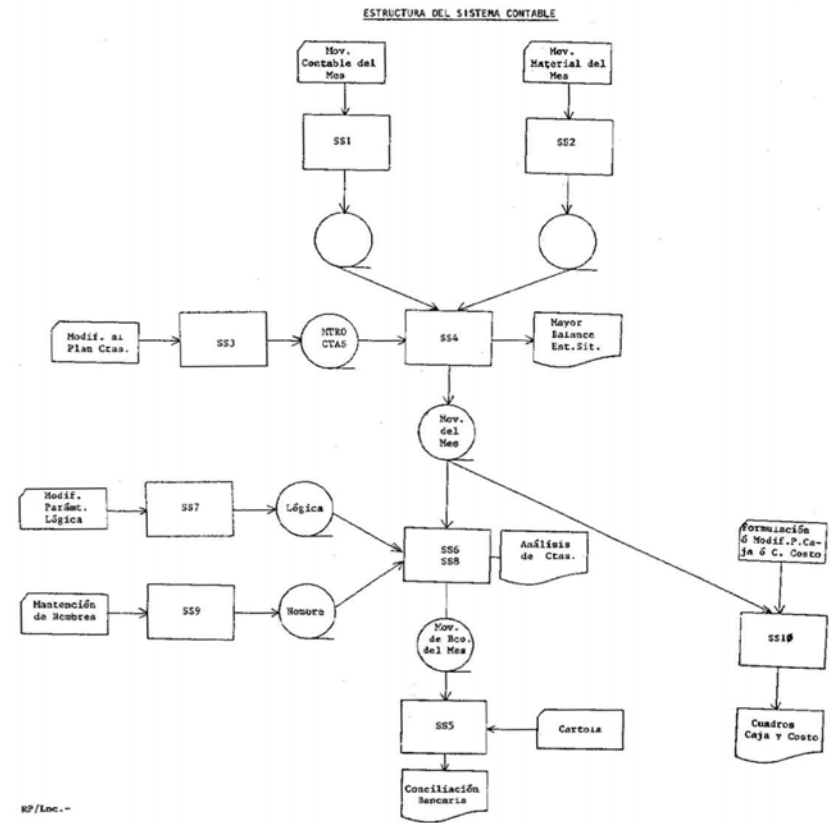 ESTRUCTURA DEL SISTEMA CONTABLE
Mov.
Contable del
Mes
Mov.
Material del
Mes
SS1
SS2
Modif. al
Plan Ctas.
SS3
MTRO
CTAS
SS4
Mayor
Balance
Est.Sit.
Mov.
del
Mes
Modif.
Parámt.
Lógica
SS7
Lógica
SS6
SS8
Análisis
de Ctas.
Formulación
ó Modif.P.Ca-
ja ó C. Costo
Mantención
de Nombres
SS9
Nombre
Mov.
de Bco.
del Mes
SS10
SS5
Cartola
Cuadros
Caja y Costo
Conciliación
Bancaria
RP/Lnc.-